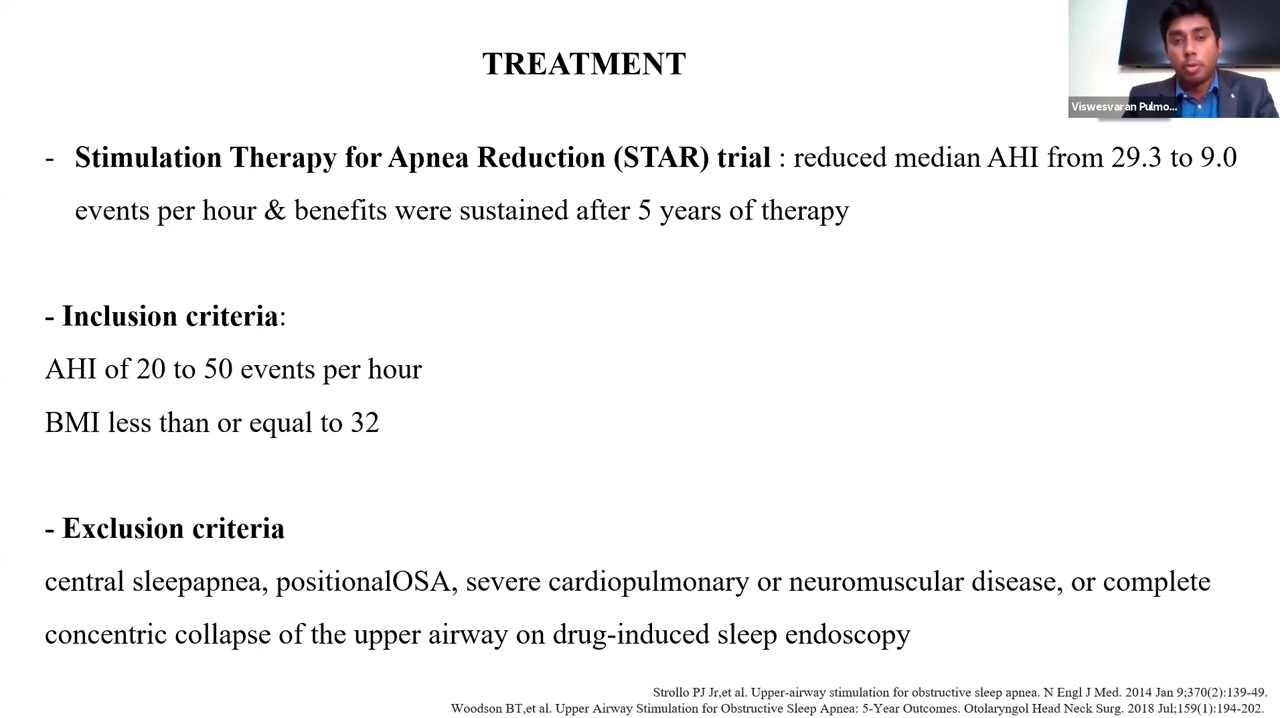 TREATMENT
Viswesvaran Pulmo...
- Stimulation Therapy for Apnea Reduction (STAR) trial : reduced median AHI from 29.3 to 9.0
events per hour & benefits were sustained after 5 years of therapy
- Inclusion criteria:
AHI of 20 to 50 events per hour
BMI less than or equal to 32
- Exclusion criteria
central sleepapnea, positionalOSA, severe cardiopulmonary or neuromuscular disease, or complete
concentric collapse of the upper airway on drug-induced sleep endoscopy
Strollo PJ Jr,et al. Upper-airway stimulation for obstructive sleep apnea. N Engl J Med. 2014 Jan 9;370(2):139-49.
Woodson BT,et al. Upper Airway Stimulation for Obstructive Sleep Apnea: 5-Year Outcomes. Otolaryngol Head Neck Surg. 2018 Jul;159(1):194-202.